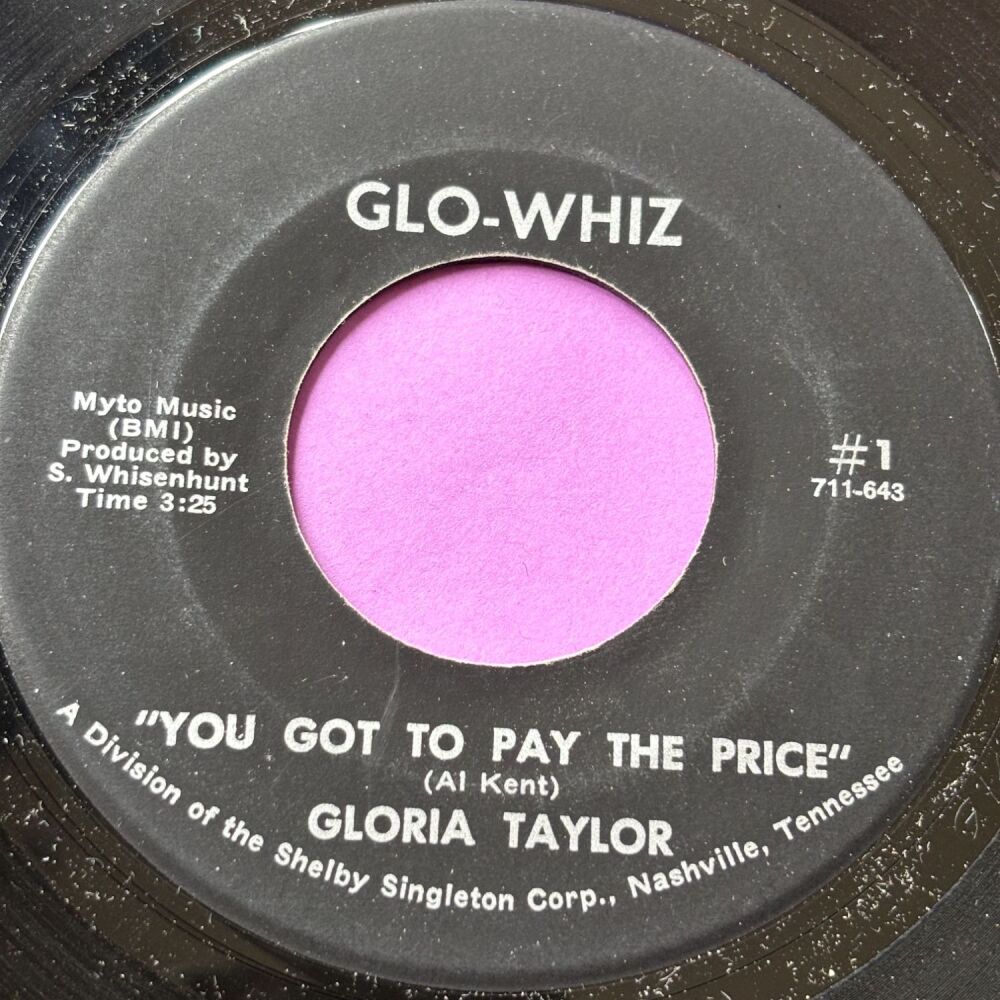 GLO-WHIZ
Myto Music
(BMI)
Produced by
S. Whisenhunt
Time 3:25
#1
711-643
"YOU GOT TO PAY THE PRICE"
(Al Kent)
GLORIA TAYLOR
A Division of the Shelby Singleton Corp., Nashville, Tennessee